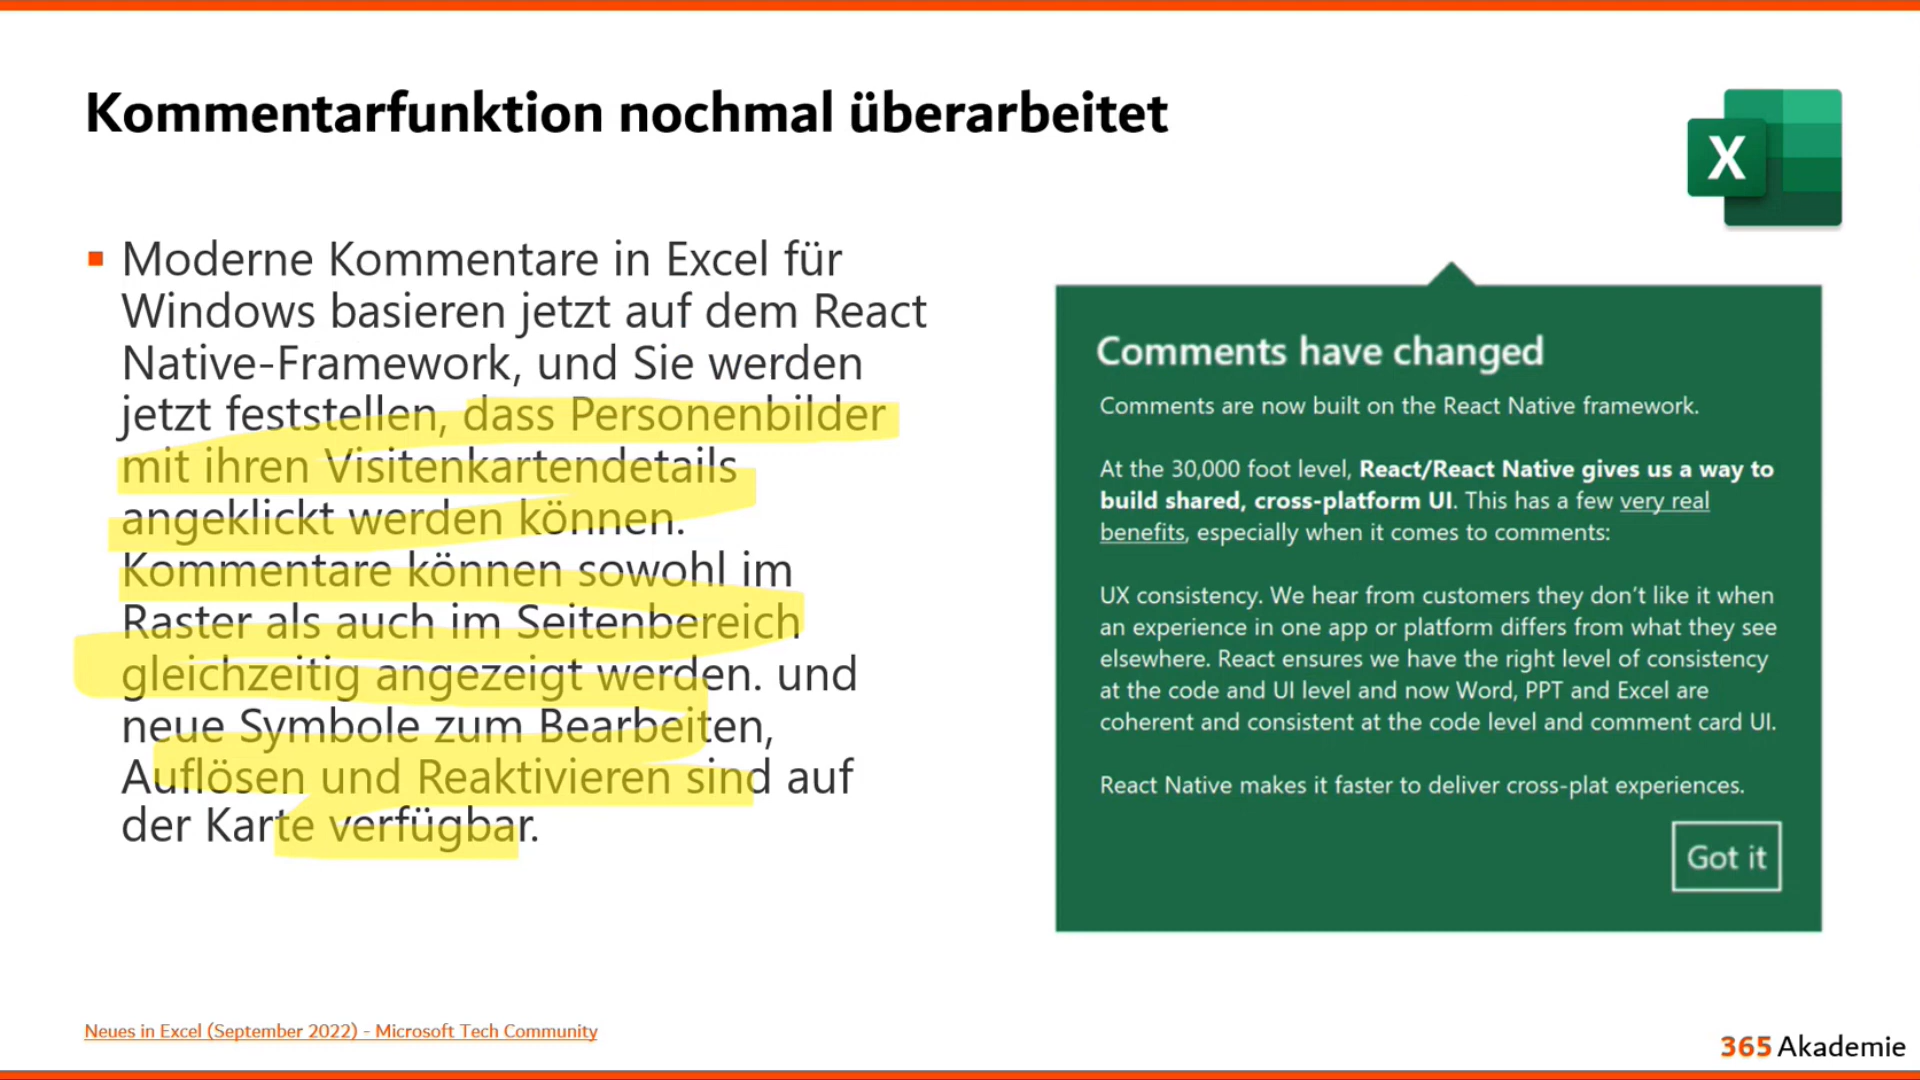 Kommentarfunktion nochmal überarbeitet
X
Moderne Kommentare in Excel für
Windows basieren jetzt auf dem React
Native-Framework, und Sie werden
jetzt feststellen, dass Personenbilder
mit ihren Visitenkartendetails
angeklickt werden können.
Kommentare können sowohl im
Raster als auch im Seitenbereich
gleichzeitig angezeigt werden. und
neue Symbole zum Bearbeiten,
Auflösen und Reaktivieren sind auf
der Karte verfügbar.
Comments have changed
Comments are now built on the React Native framework.
At the 30,000 foot level, React/React Native gives us a way to
build shared, cross-platform UI. This has a few very real
benefits, especially when it comes to comments:
UX consistency. We hear from customers they don’t like it when
an experience in one app or platform differs from what they see
elsewhere. React ensures we have the right level of consistency
at the code and UI level and now Word, PPT and Excel are
coherent and consistent at the code level and comment card UI.
React Native makes it faster to deliver cross-plat experiences.
Got it
Neues in Excel (September 2022) - Microsoft Tech Community
365 Akademie